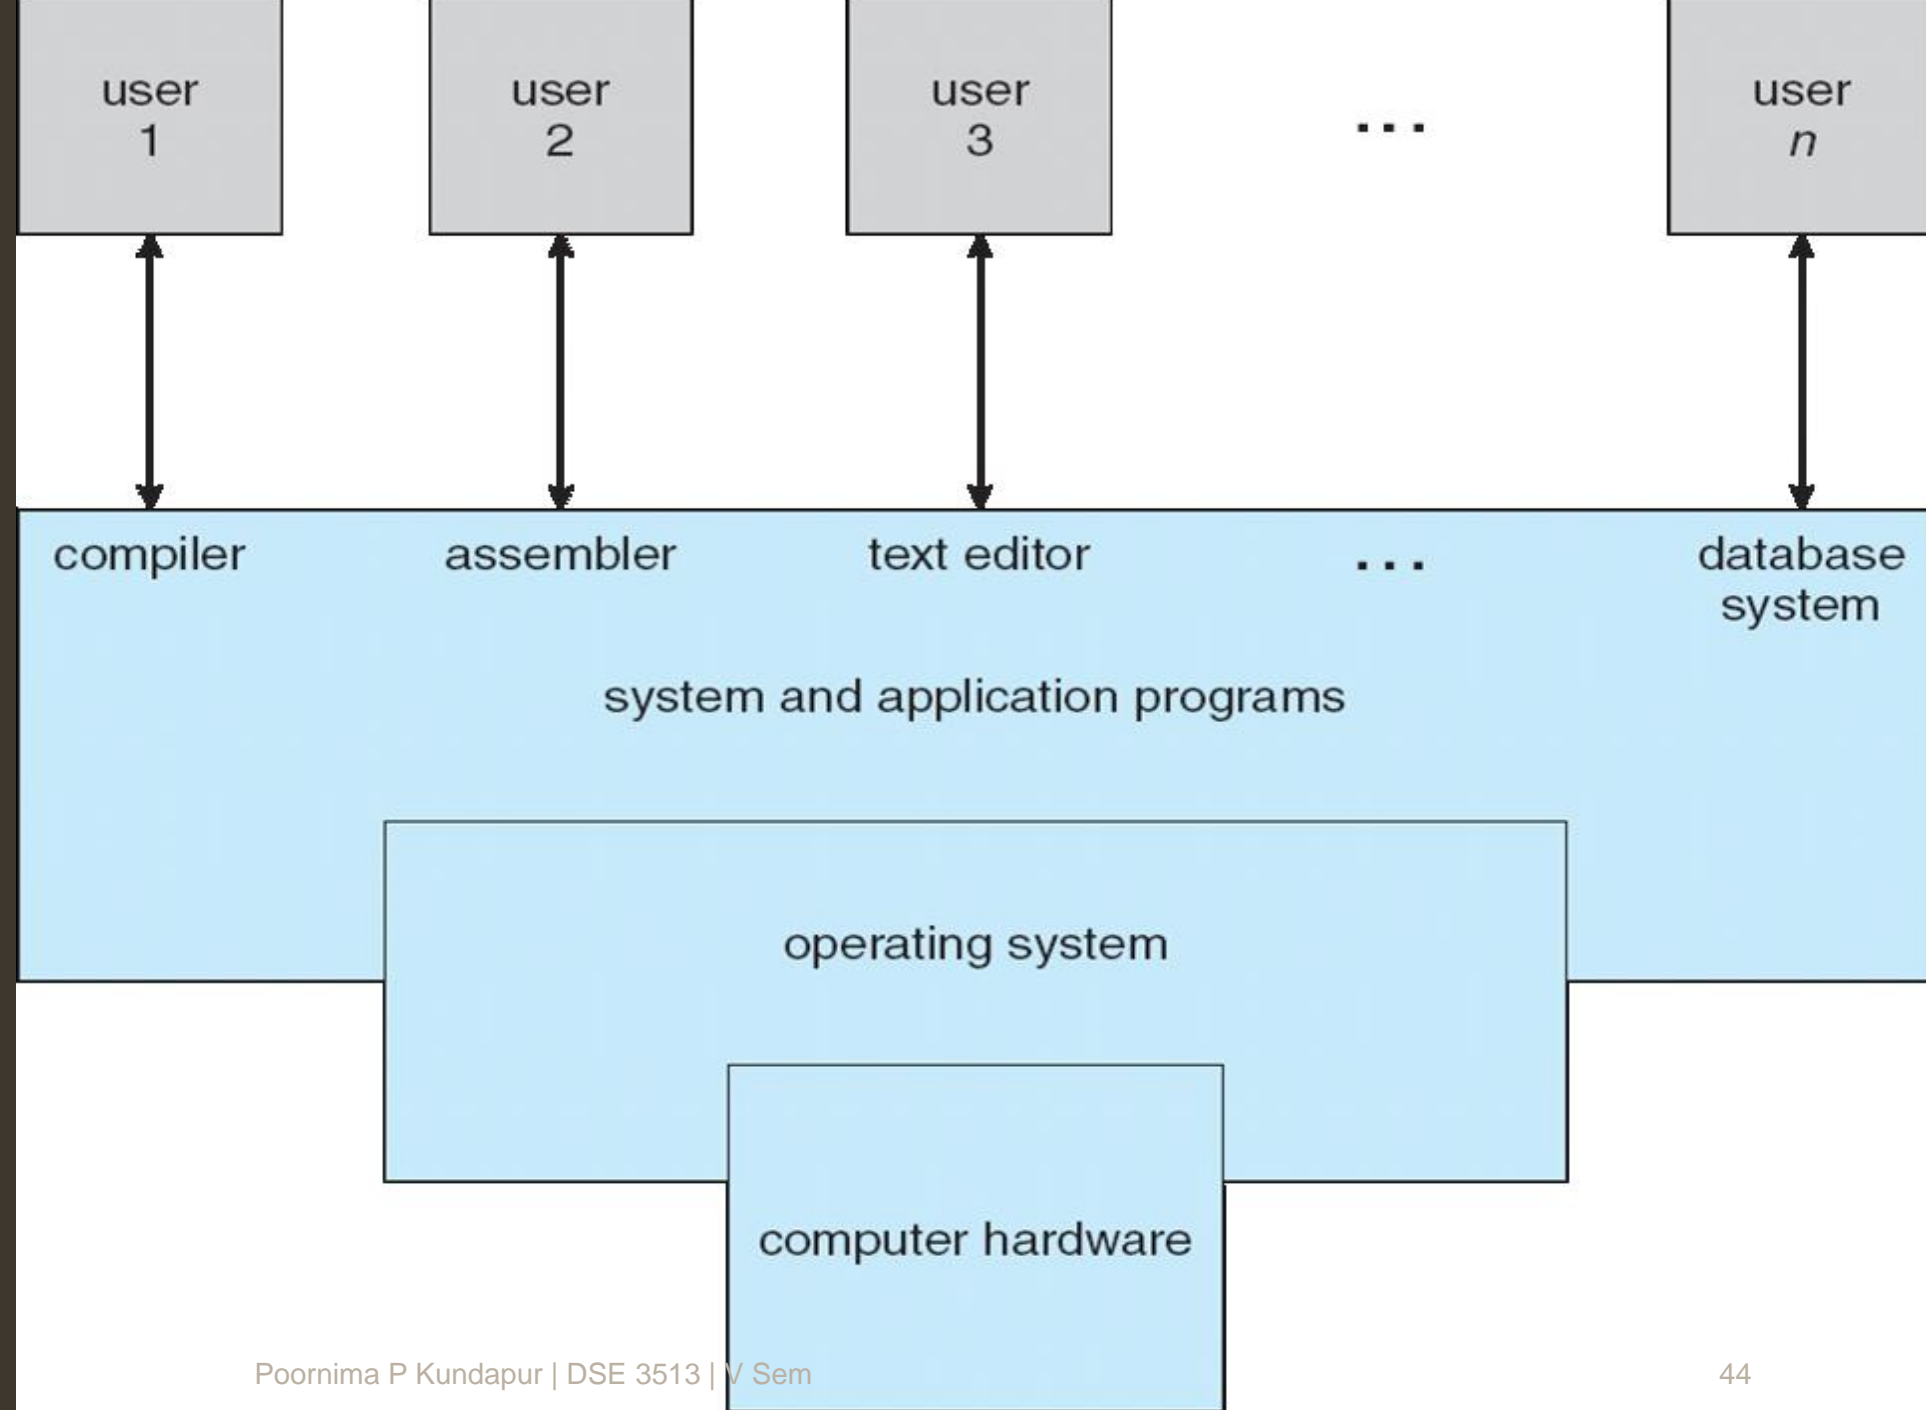 user
1
user
2
user
3
...
user
n
compiler
assembler
text editor
...
database
system
system and application programs
operating system
computer hardware
Poornima P Kundapur | DSE 3513 | V Sem
44